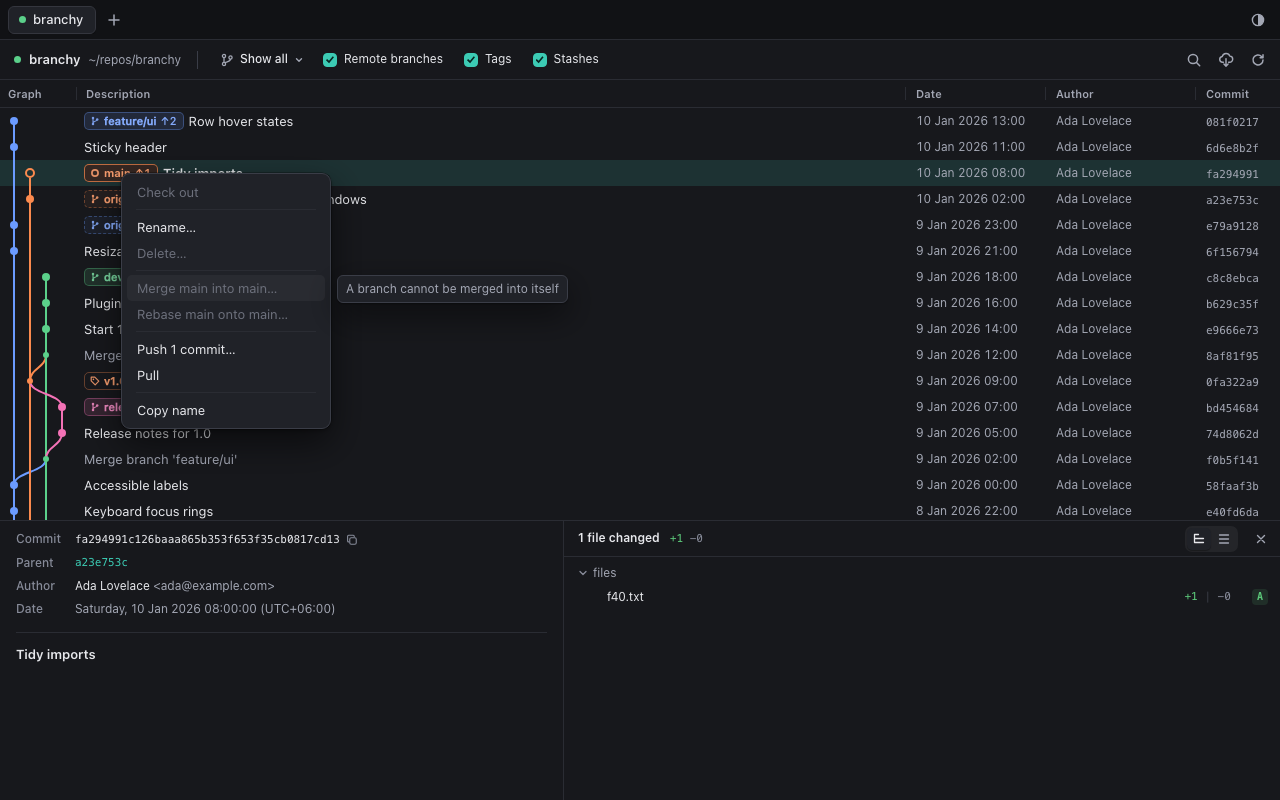 branchy
branchy ~/repos/branchy Show all Remote branches Tags Stashes
Graph Description Date Author Commit
feature/ui ↑2 Row hover states 10 Jan 2026 13:00 Ada Lovelace 081f0217
Sticky header 10 Jan 2026 11:00 Ada Lovelace 6d6e8b2f
main ↑1 Tidy imports 10 Jan 2026 08:00 Ada Lovelace fa294991
10 Jan 2026 02:00 Ada Lovelace a23e753c
9 Jan 2026 23:00 Ada Lovelace e79a9128
9 Jan 2026 21:00 Ada Lovelace 6f156794
9 Jan 2026 18:00 Ada Lovelace c8c8ebca
Plugin 9 Jan 2026 16:00 Ada Lovelace b629c35f
Start 9 Jan 2026 14:00 Ada Lovelace e9666e73
Merge 9 Jan 2026 12:00 Ada Lovelace 8af81f95
9 Jan 2026 09:00 Ada Lovelace 0fa322a9
9 Jan 2026 07:00 Ada Lovelace bd454684
Release notes for 1.0 9 Jan 2026 05:00 Ada Lovelace 74d8062d
Merge branch 'feature/ui' 9 Jan 2026 02:00 Ada Lovelace f0b5f141
Accessible labels 9 Jan 2026 00:00 Ada Lovelace 58faaf3b
Keyboard focus rings 8 Jan 2026 22:00 Ada Lovelace e40fd6da
Check out
Rename...
Delete...
Merge main into main...
A branch cannot be merged into itself
Rebase main onto main...
Push 1 commit...
Pull
Copy name
Commit fa294991c126baaa865b353f653f35cb0817cd13
Parent a23e753c
Author Ada Lovelace <ada@example.com>
Date Saturday, 10 Jan 2026 08:00:00 (UTC+06:00)
Tidy imports
1 file changed +1 −0
files
f40.txt +1 | −0 A